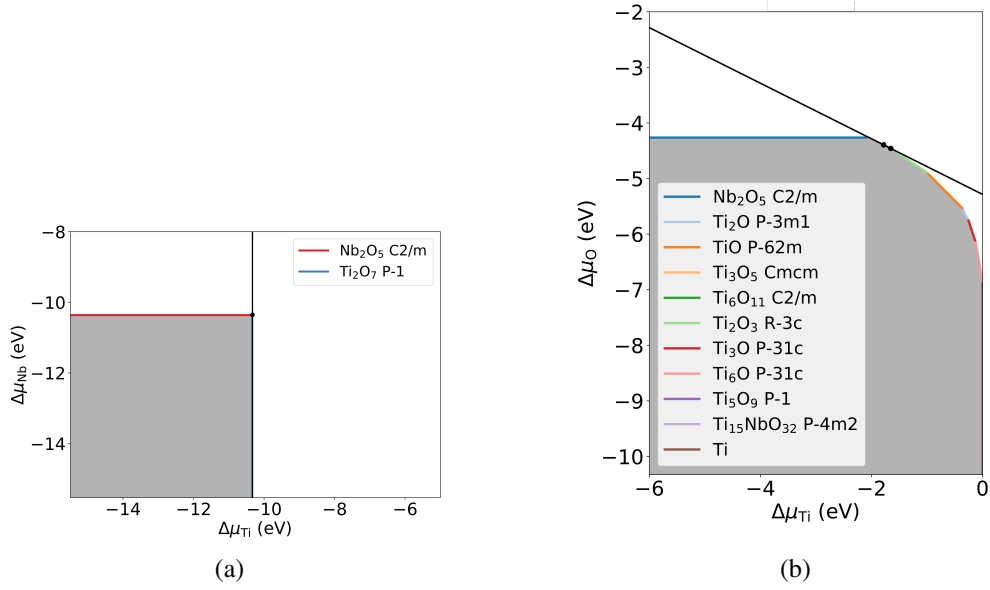 −8
−10
−12
−14
Δμ_Nb (eV)
−14 −12 −10 −8 −6
Δμ_Ti (eV)
Nb₂O₅ C2/m
Ti₂O₇ P-1
(a)
−2
−3
−4
−5
−6
−7
−8
−9
−10
Δμ_O (eV)
−6 −4 −2 0
Δμ_Ti (eV)
Nb₂O₅ C2/m
Ti₂O P-3m1
TiO P-62m
Ti₃O₅ Cmcm
Ti₆O₁₁ C2/m
Ti₂O₃ R-3c
Ti₃O P-31c
Ti₆O P-31c
Ti₅O₉ P-1
Ti₁₅NbO₃₂ P-4m2
Ti
(b)